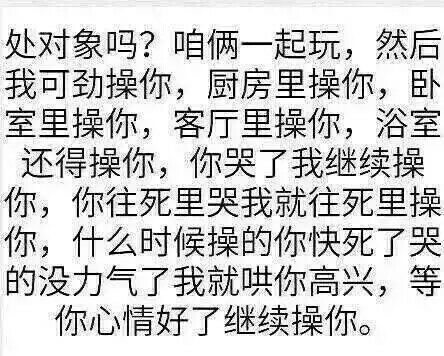 处对象吗？咱俩一起玩，然后
我可劲操你，厨房里操你，卧
室里操你，客厅里操你，浴室
还得操你，你哭了我继续操
你，你往死里哭我就往死里操
你，什么时候操的你快死了哭
的没力气了我就哄你高兴，等
你心情好了继续操你。